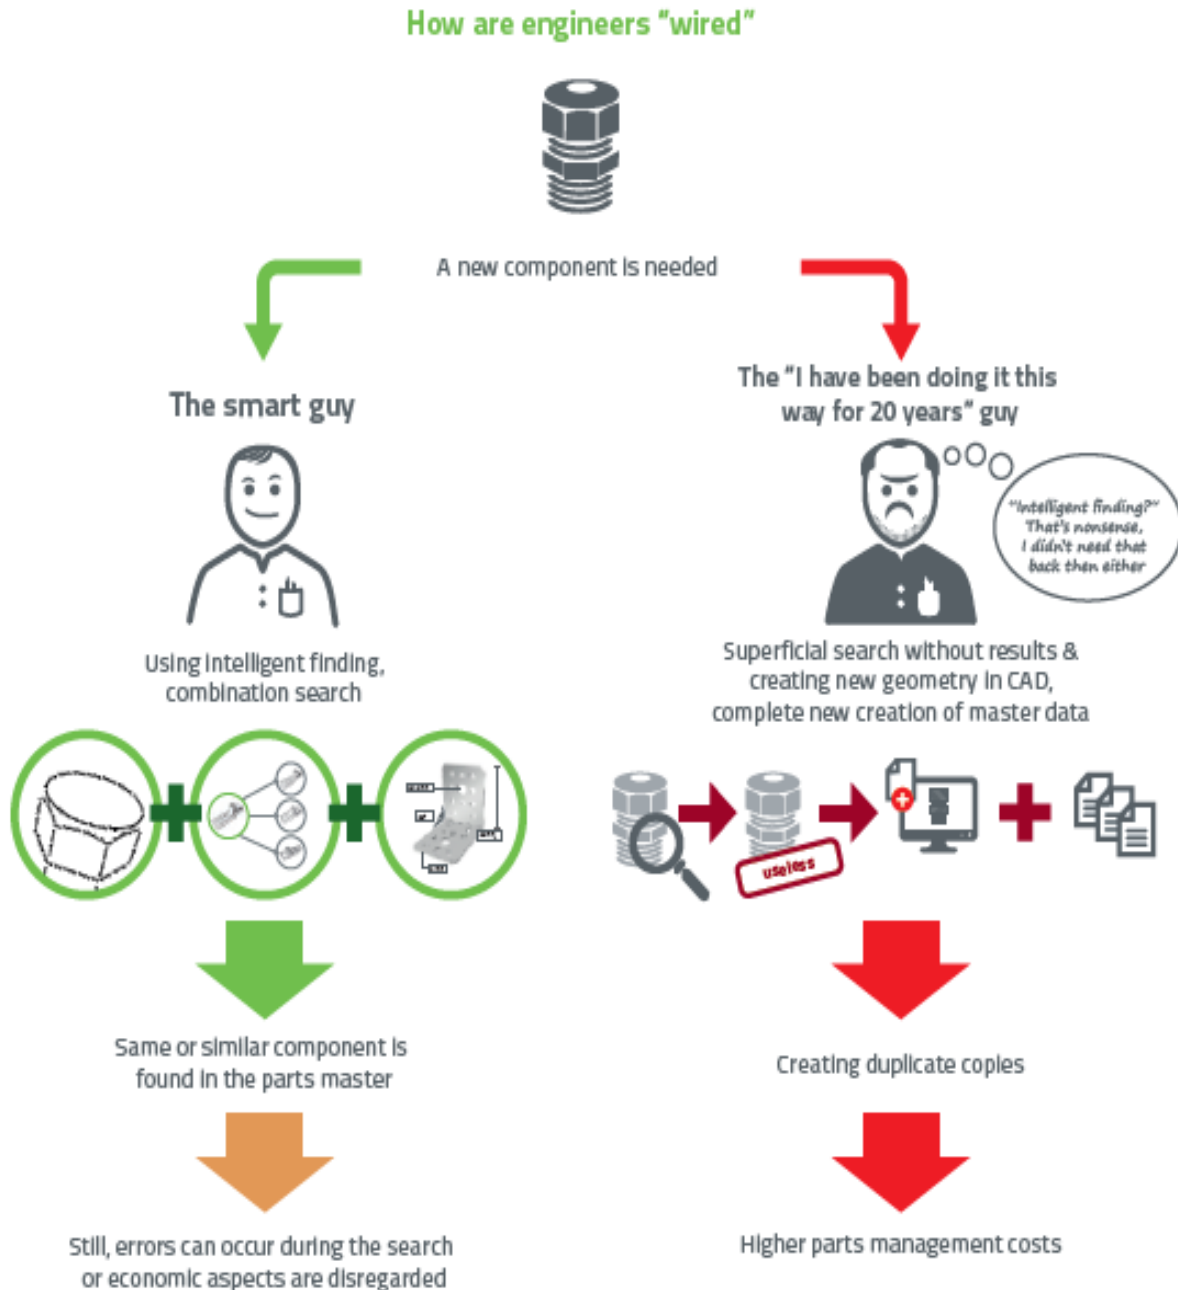 How are engineers "wired"
A new component is needed
The smart guy
Using intelligent finding,
combination search
Same or similar component is
found in the parts master
Still, errors can occur during the search
or economic aspects are disregarded
The "I have been doing it this
way for 20 years" guy
"Intelligent finding?"
That's nonsense,
I didn't need that
back then either
Superficial search without results &
creating new geometry in CAD,
complete new creation of master data
useless
Creating duplicate copies
Higher parts management costs